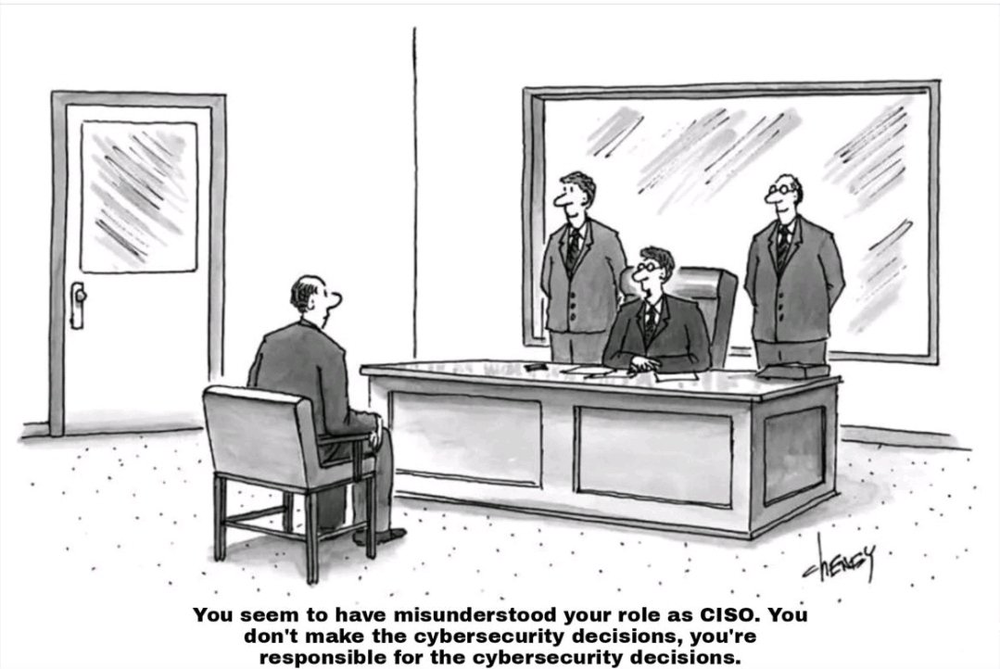 cHENEY
You seem to have misunderstood your role as CISO. You
don't make the cybersecurity decisions, you're
responsible for the cybersecurity decisions.